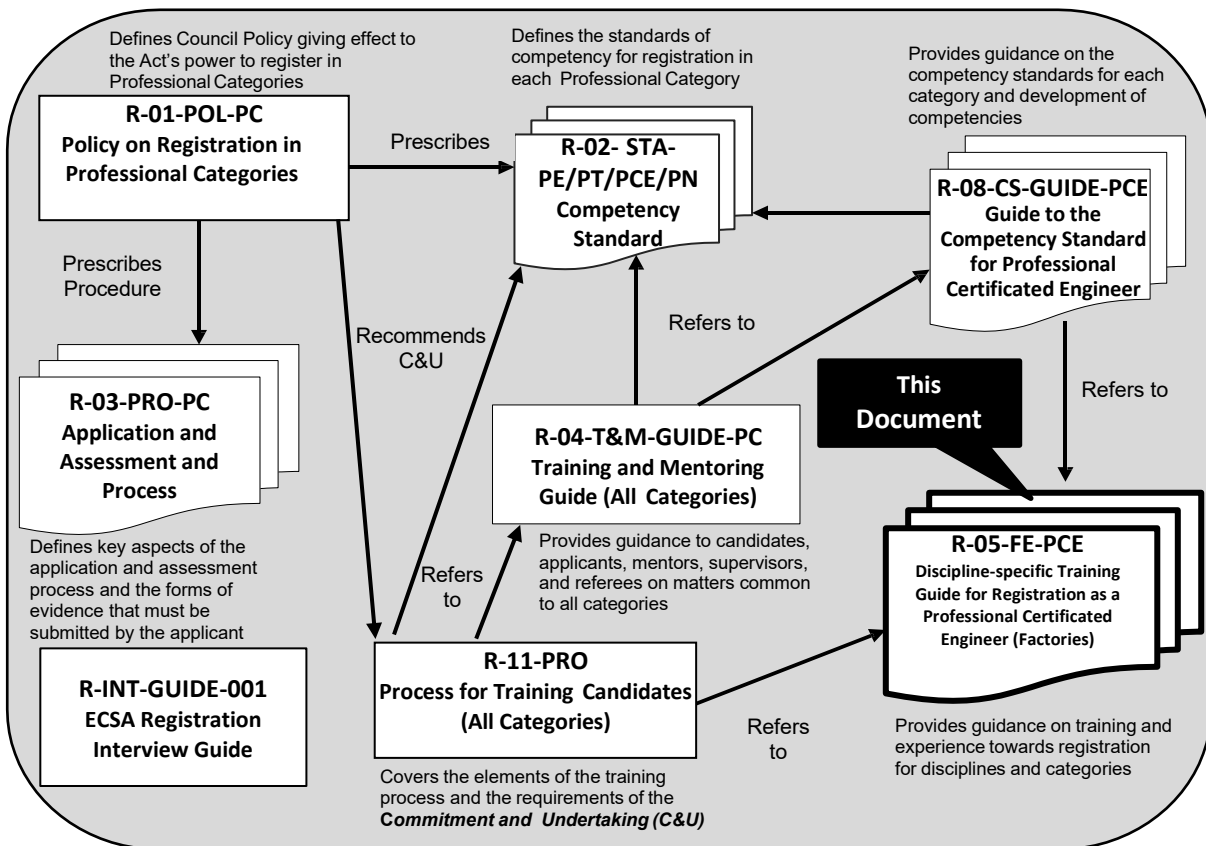 Defines Council Policy giving effect to
the Act's power to register in
Professional Categories
R-01-POL-PC
Policy on Registration in
Professional Categories
Prescribes
Defines the standards of
competency for registration in
each Professional Category
R-02- STA-
PE/PT/PCE/PN
Competency
Standard
Provides guidance on the
competency standards for each
category and development of
competencies
R-08-CS-GUIDE-PCE
Guide to the
Competency Standard
for Professional
Certificated Engineer
Prescribes
Procedure
Recommends
C&U
Refers to
Refers to
This
Document
R-03-PRO-PC
Application and
Assessment and
Process
Defines key aspects of the
application and assessment
process and the forms of
evidence that must be
submitted by the applicant
R-04-T&M-GUIDE-PC
Training and Mentoring
Guide (All Categories)
Provides guidance to candidates,
applicants, mentors, supervisors,
and referees on matters common
to all categories
Refers
to
R-05-FE-PCE
Discipline-specific Training
Guide for Registration as a
Professional Certificated
Engineer (Factories)
Provides guidance on training and
experience towards registration
for disciplines and categories
R-INT-GUIDE-001
ECSA Registration
Interview Guide
R-11-PRO
Process for Training Candidates
(All Categories)
Refers
to
Covers the elements of the training
process and the requirements of the
Commitment and Undertaking (C&U)